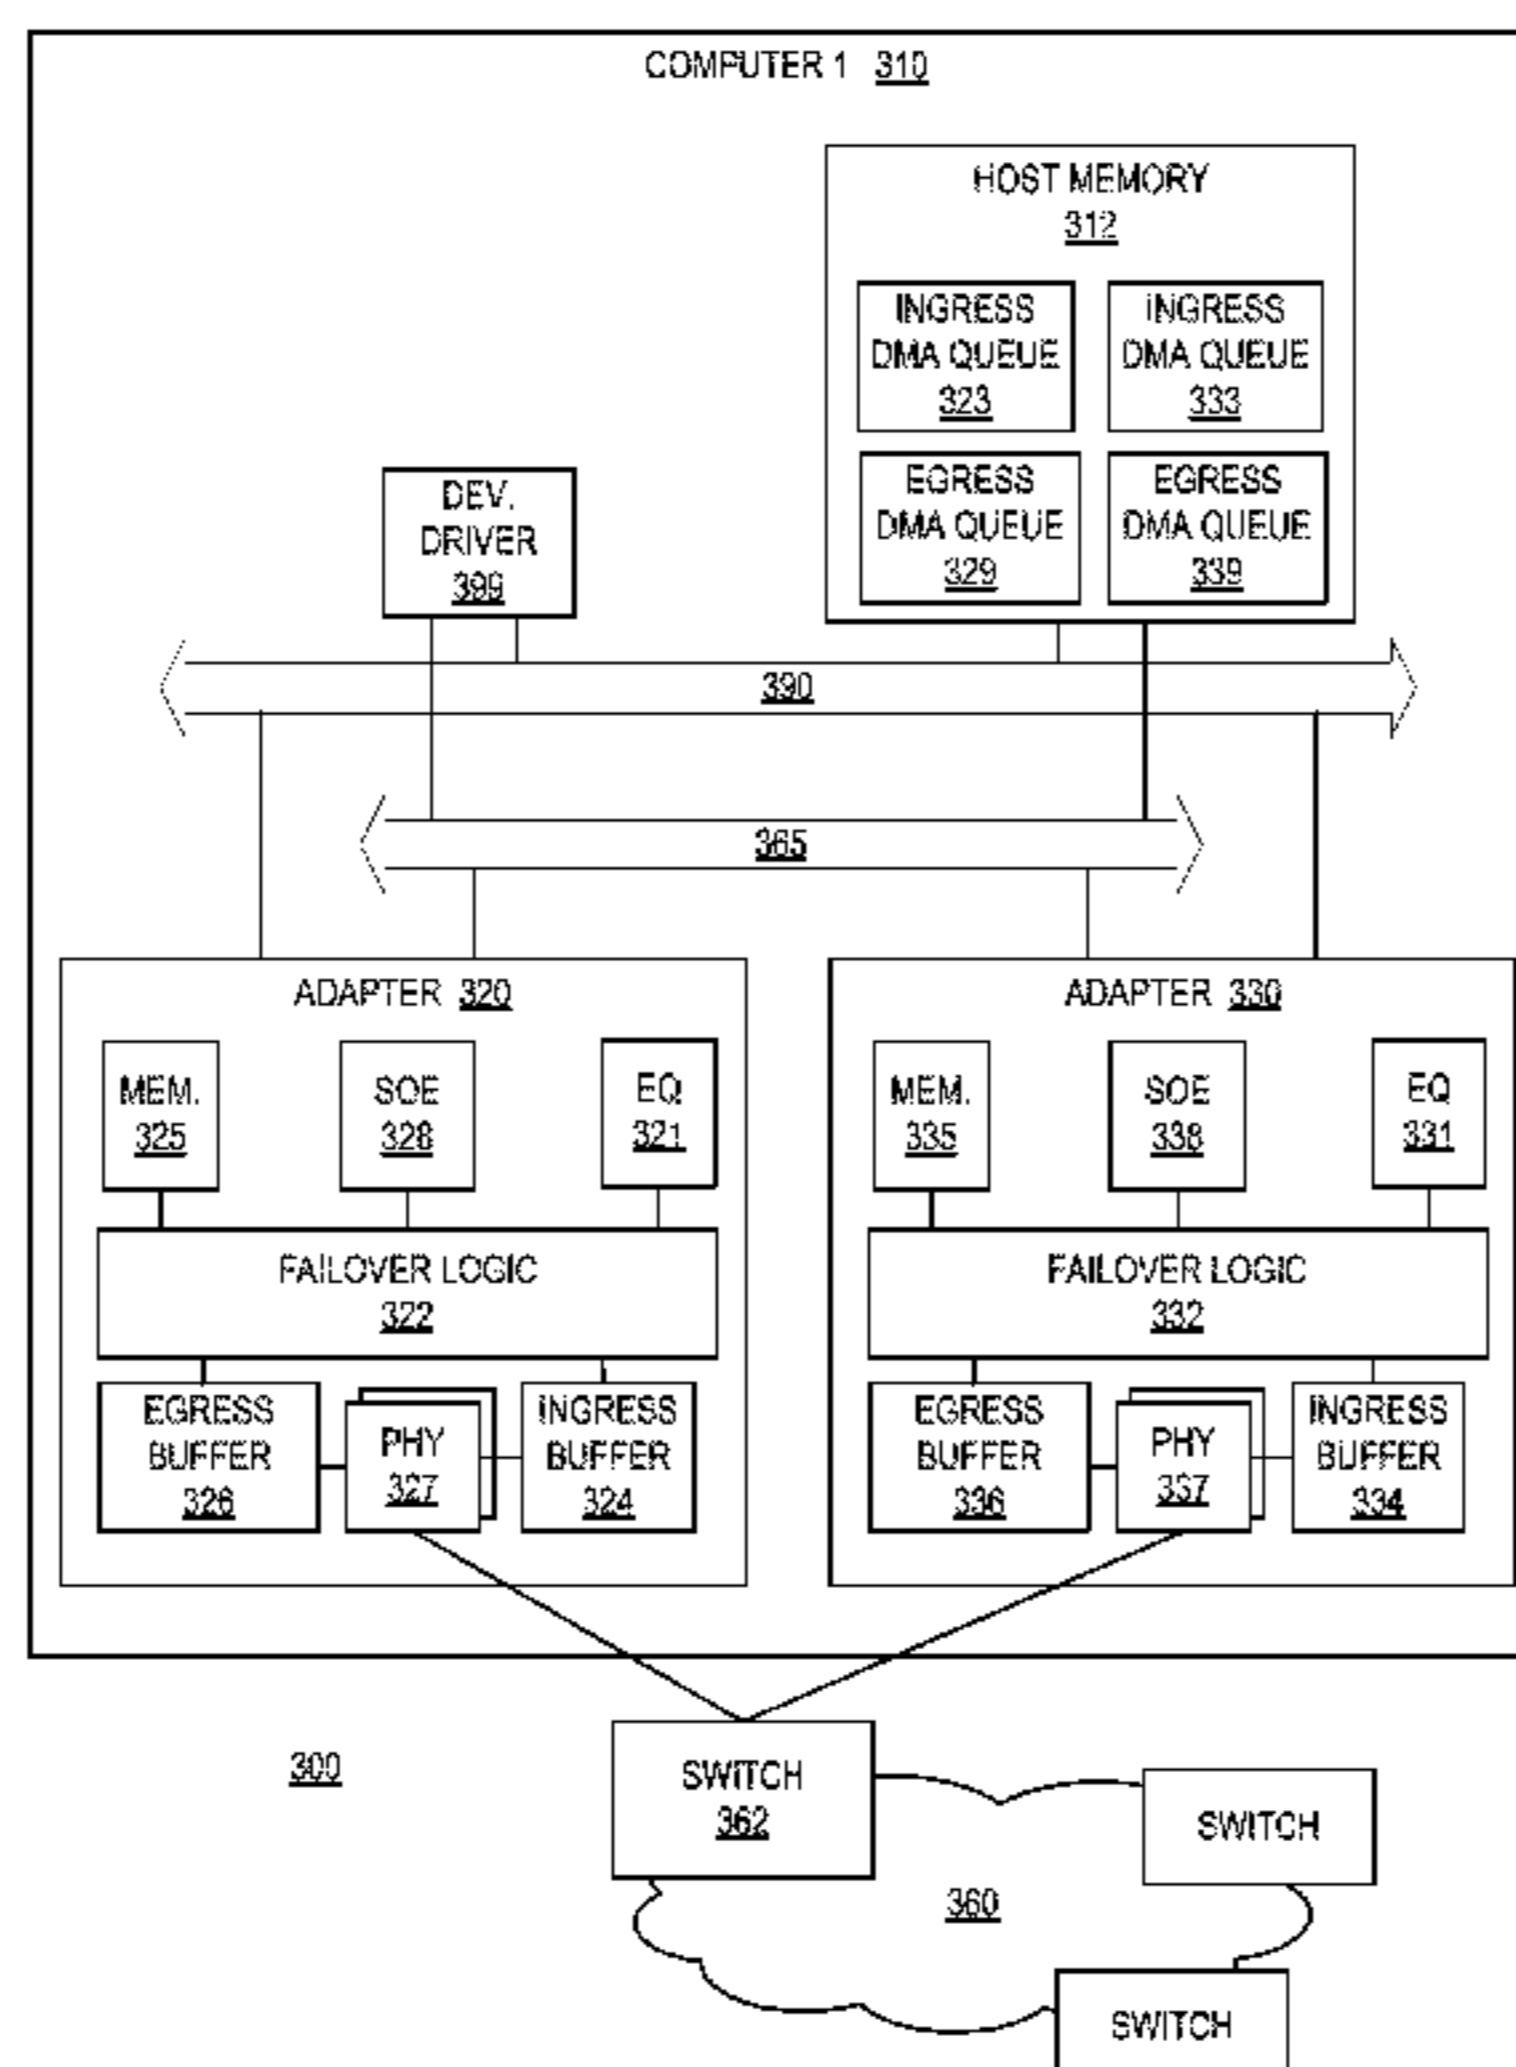 COMPUTER 1 310
HOST MEMORY
312
INGRESS
DMA QUEUE
323
INGRESS
DMA QUEUE
333
EGRESS
DMA QUEUE
329
EGRESS
DMA QUEUE
339
DEV.
DRIVER
399
390
365
ADAPTER 320
MEM.
325
SOE
328
EQ
321
FAILOVER LOGIC
322
EGRESS
BUFFER
326
PHY
327
INGRESS
BUFFER
324
ADAPTER 330
MEM.
335
SOE
338
EQ
331
FAILOVER LOGIC
332
EGRESS
BUFFER
336
PHY
337
INGRESS
BUFFER
334
300
SWITCH
362
SWITCH
360
SWITCH